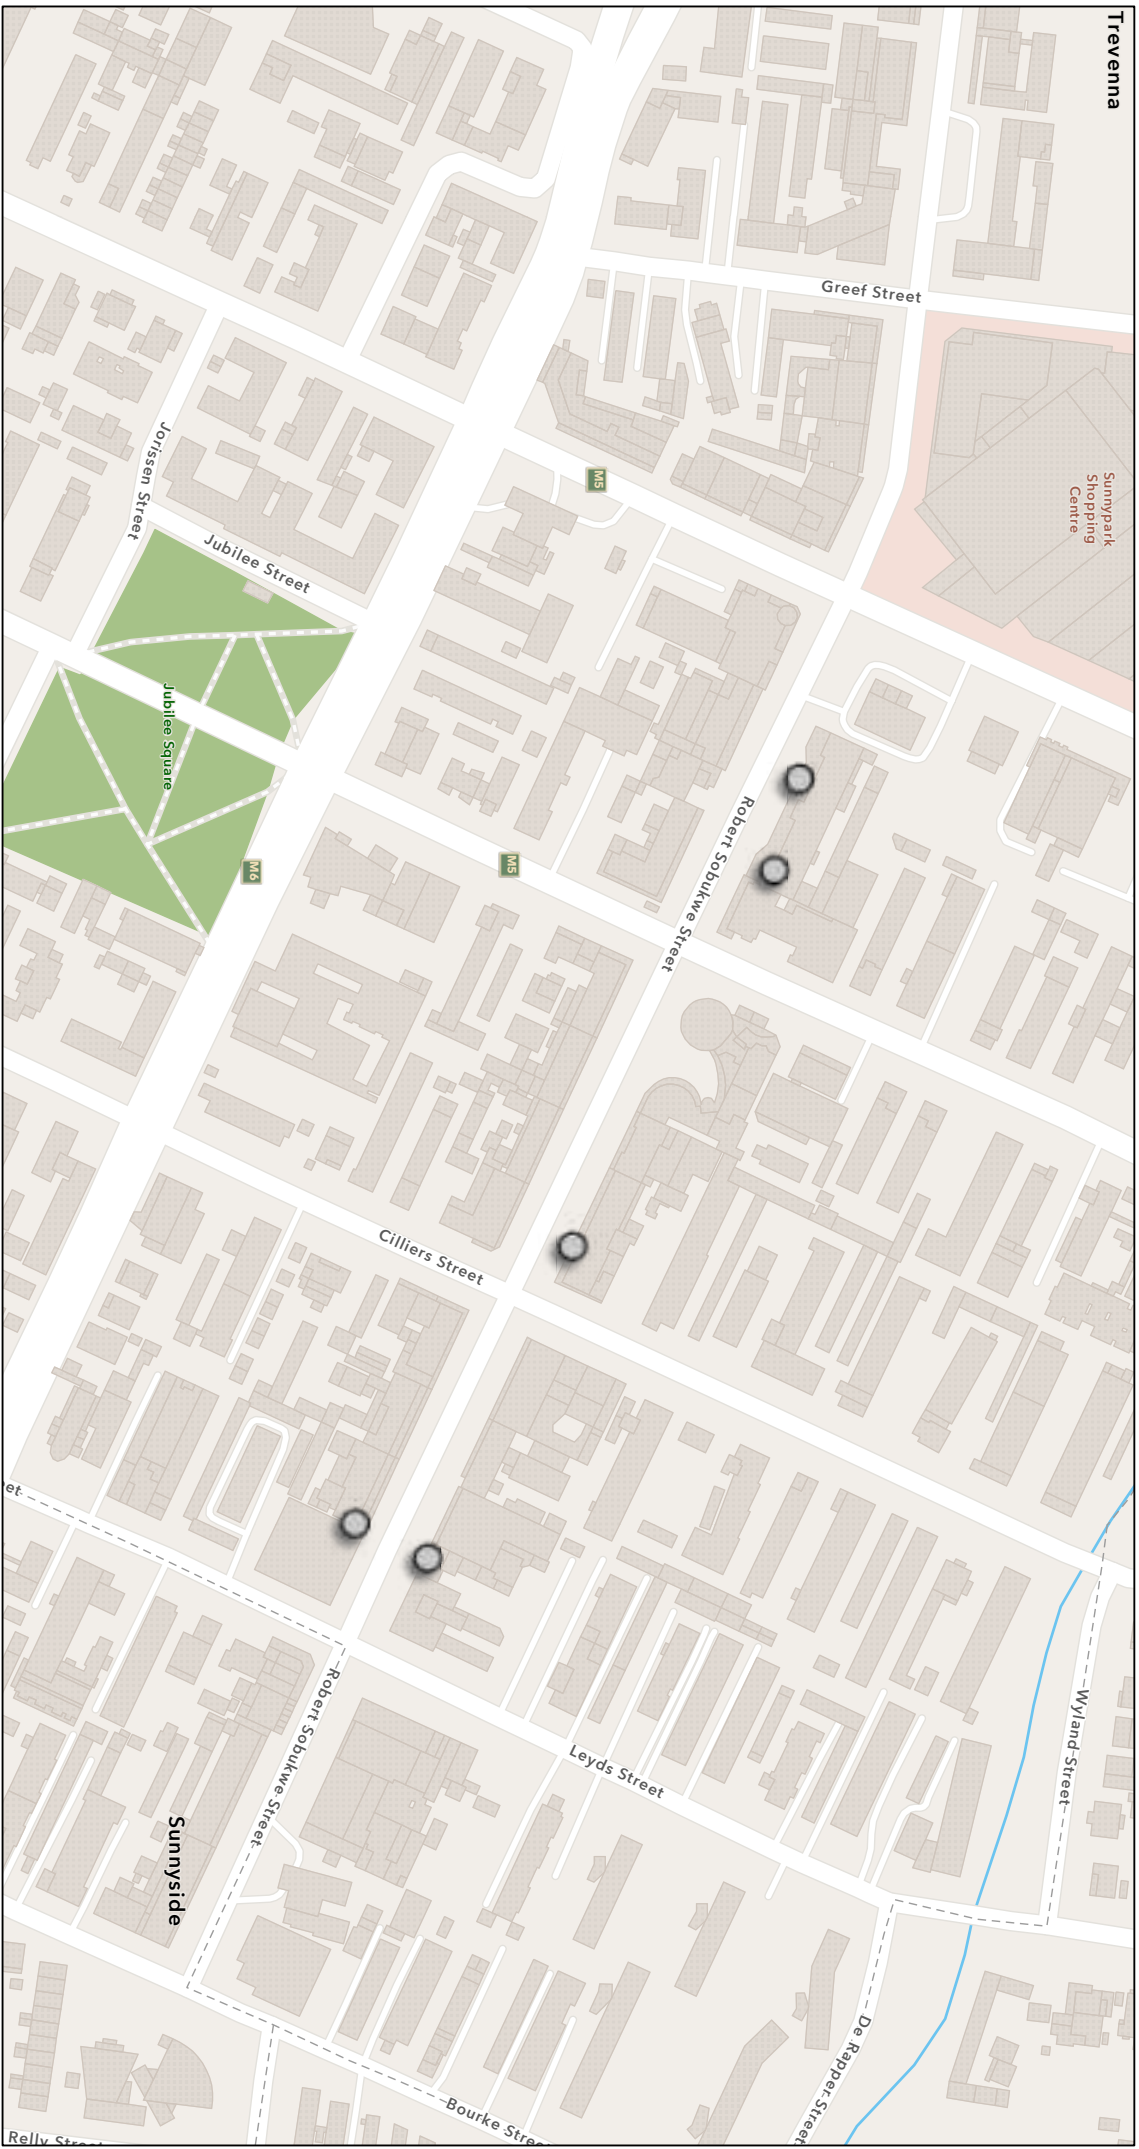 Trevenna
Greef Street
Sunnypark
Shopping
Centre
M5
Jorissen Street
Jubilee Street
Jubilee Square
Robert Sobukwe Street
M5
M6
Cilliers Street
et
Robert Sobukwe Street
Leyds Street
Wyland Street
Sunnyside
De Rapper Street
Bourke Stree
Relly Street